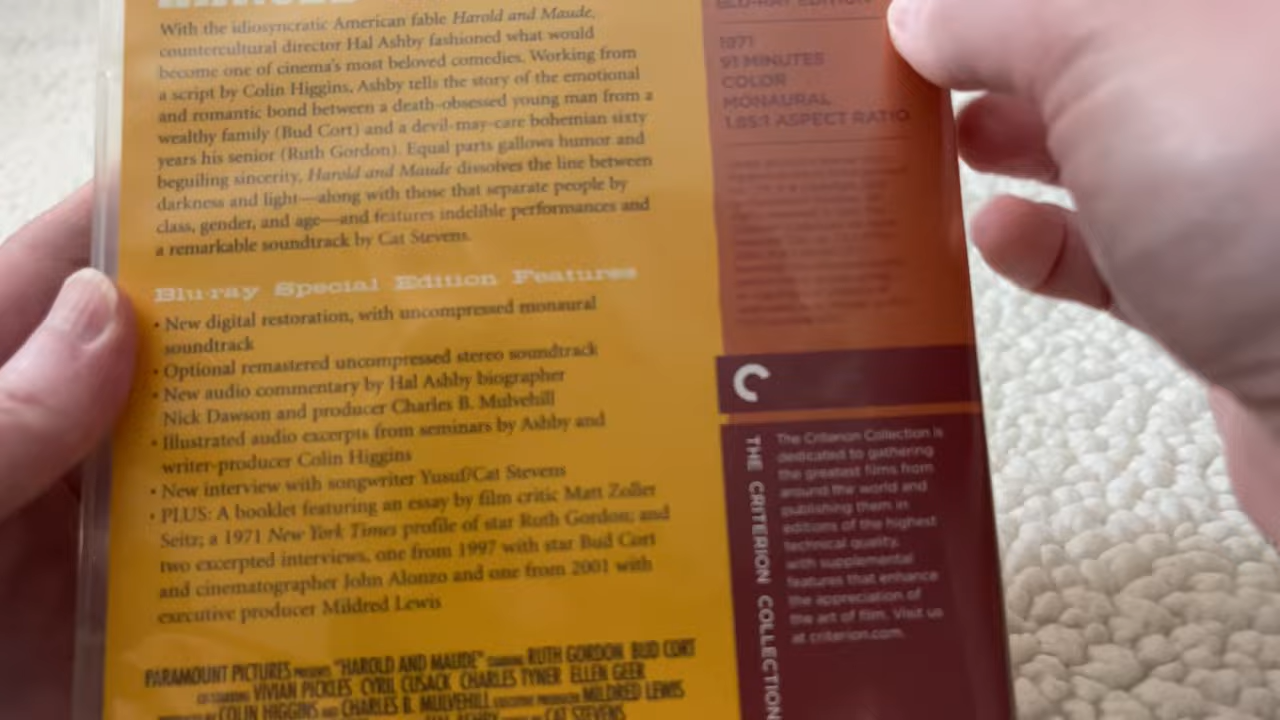 With the idiosyncratic American fable Harold and Maude,
countercultural director Hal Ashby fashioned what would
become one of cinema's most beloved comedies. Working from
a script by Colin Higgins, Ashby tells the story of the emotional
and romantic bond between a death-obsessed young man from a
wealthy family (Bud Cort) and a devil-may-care bohemian sixty
years his senior (Ruth Gordon). Equal parts gallows humor and
beguiling sincerity, Harold and Maude dissolves the line between
darkness and light—along with those that separate people by
class, gender, and age—and features indelible performances and
a remarkable soundtrack by Cat Stevens.
Blu-ray Special Edition Features
• New digital restoration, with uncompressed monaural
soundtrack
• Optional remastered uncompressed stereo soundtrack
• New audio commentary by Hal Ashby biographer
Nick Dawson and producer Charles B. Mulvehill
• Illustrated audio excerpts from seminars by Ashby and
writer-producer Colin Higgins
• New interview with songwriter Yusuf/Cat Stevens
• PLUS: A booklet featuring an essay by film critic Matt Zoller
Seitz; a 1971 New York Times profile of star Ruth Gordon; and
two excerpted interviews, one from 1997 with star Bud Cort
and cinematographer John Alonzo and one from 2001 with
executive producer Mildred Lewis
PARAMOUNT PICTURES PRESENTS "HAROLD AND MAUDE" STARRING RUTH GORDON BUD CORT
CO-STARRING VIVIAN PICKLES CYRIL CUSACK CHARLES TYNER ELLEN GEER
PRODUCED BY COLIN HIGGINS AND CHARLES B. MULVEHILL EXECUTIVE PRODUCER MILDRED LEWIS
CAT STEVENS
BLU-RAY EDITION
1971
91 MINUTES
COLOR
MONAURAL
1.85:1 ASPECT RATIO
THE CRITERION COLLECTION
The Criterion Collection is
dedicated to gathering
the greatest films from
around the world and
publishing them in
editions of the highest
technical quality,
with supplemental
features that enhance
the appreciation of
the art of film. Visit us
at criterion.com.